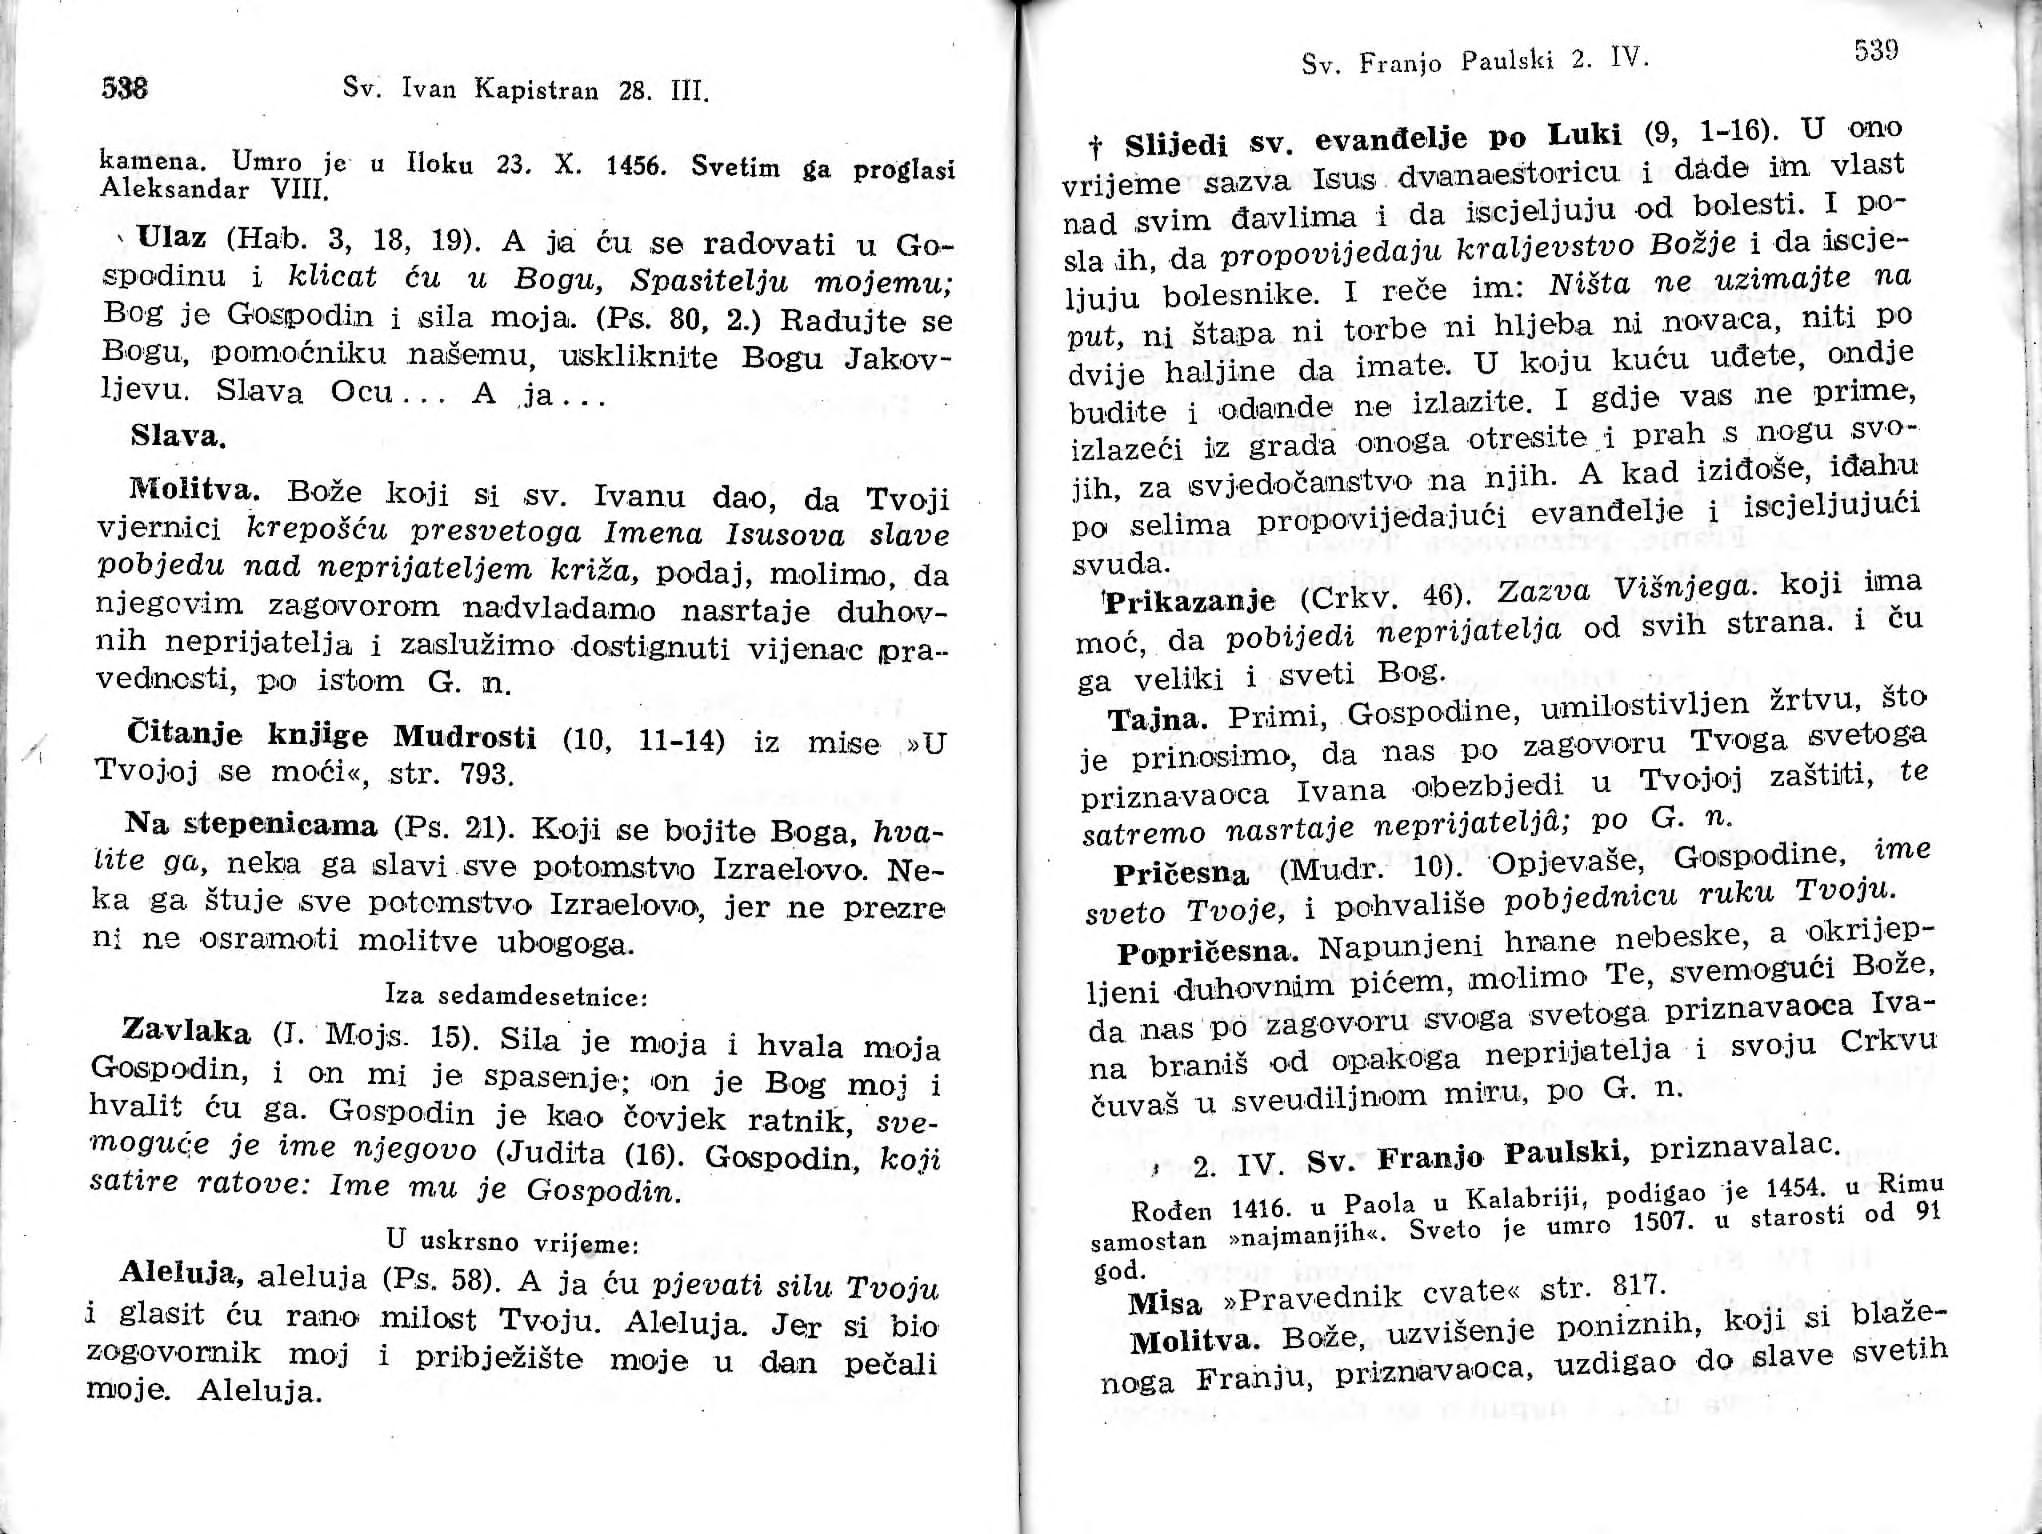 538
Sv. Ivan Kapistran 28. III.
kamena. Umro je u Iloku 23. X. 1456. Svetim ga proglasi
Aleksandar VIII.
Ulaz (Hab. 3, 18, 19). A ja ću se radovati u Go-
spodinu i klicat ću u Bogu, Spasitelju mojemu;
Bog je Gospodin i sila moja. (Ps. 80, 2.) Radujte se
Bogu, pomoćniku našemu, uskliknite Bogu Jakov-
ljevu. Slava Ocu... A ja...
Slava.
Molitva. Bože koji si sv. Ivanu dao, da Tvoji
vjernici krepošću presvetoga Imena Isusova slave
pobjedu nad neprijateljem križa, podaj, molimo, da
njegovim zagovorom nadvladamo nasrtaje duhov-
nih neprijatelja i zaslužimo dostignuti vijenac pra-
vednosti, po istom G. n.
Čitanje knjige Mudrosti (10, 11-14) iz mise »U
Tvojoj se moći«, str. 793.
Na stepenicama (Ps. 21). Koji se bojite Boga, hva-
lite ga, neka ga slavi sve potomstvo Izraelovo. Ne-
ka ga štuje sve potomstvo Izraelovo, jer ne prezre
ni ne osramoti molitve ubogoga.
Iza sedamdesetnice:
Zavlaka (I. Mojs. 15). Sila je moja i hvala moja
Gospodin, i on mi je spasenje; on je Bog moj i
hvalit ću ga. Gospodin je kao čovjek ratnik, sve-
moguće je ime njegovo (Judita (16). Gospodin, koji
satire ratove: Ime mu je Gospodin.
U uskrsno vrijeme:
Aleluja, aleluja (Ps. 58). A ja ću pjevati silu Tvoju
i glasit ću rano milost Tvoju. Aleluja. Jer si bio
zogovornik moj i pribježište moje u dan pečali
moje. Aleluja.
Sv. Franjo Paulski 2. IV.
539
† Slijedi sv. evanđelje po Luki (9, 1-16). U ono
vrijeme sazva Isus dvanaestoricu i dade im vlast
nad svim đavlima i da iscjeljuju od bolesti. I po-
sla ih, da propovijedaju kraljevstvo Božje i da iscje-
ljuju bolesnike. I reče im: Ništa ne uzimajte na
put, ni štapa ni torbe ni hljeba ni novaca, niti po
dvije haljine da imate. U koju kuću uđete, ondje
budite i odande ne izlazite. I gdje vas ne prime,
izlazeći iz grada onoga otresite i prah s nogu svo-
jih, za svjedočanstvo na njih. A kad iziđoše, iđahu
po selima propovijedajući evanđelje i iscjeljujući
svuda.
Prikazanje (Crkv. 46). Zazva Višnjega. koji ima
moć, da pobijedi neprijatelja od svih strana. i ču
ga veliki i sveti Bog.
Tajna. Primi, Gospodine, umilostivljen žrtvu, što
je prinosimo, da nas po zagovoru Tvoga svetoga
priznavaoca Ivana obezbjedi u Tvojoj zaštiti, te
satremo nasrtaje neprijateljâ; po G. n.
Pričesna (Mudr. 10). Opjevaše, Gospodine, ime
sveto Tvoje, i pohvališe pobjednicu ruku Tvoju.
Popričesna. Napunjeni hrane nebeske, a okrijep-
ljeni duhovnim pićem, molimo Te, svemogući Bože,
da nas po zagovoru svoga svetoga priznavaoca Iva-
na braniš od opakoga neprijatelja i svoju Crkvu
čuvaš u sveudiljnom miru, po G. n.
2. IV. Sv. Franjo Paulski, priznavalac.
Rođen 1416. u Paola u Kalabriji, podigao je 1454. u Rimu
samostan »najmanjih«. Sveto je umro 1507. u starosti od 91
god.
Misa »Pravednik cvate« str. 817.
Molitva. Bože, uzvišenje poniznih, koji si blaže-
noga Franju, priznavaoca, uzdigao do slave svetih